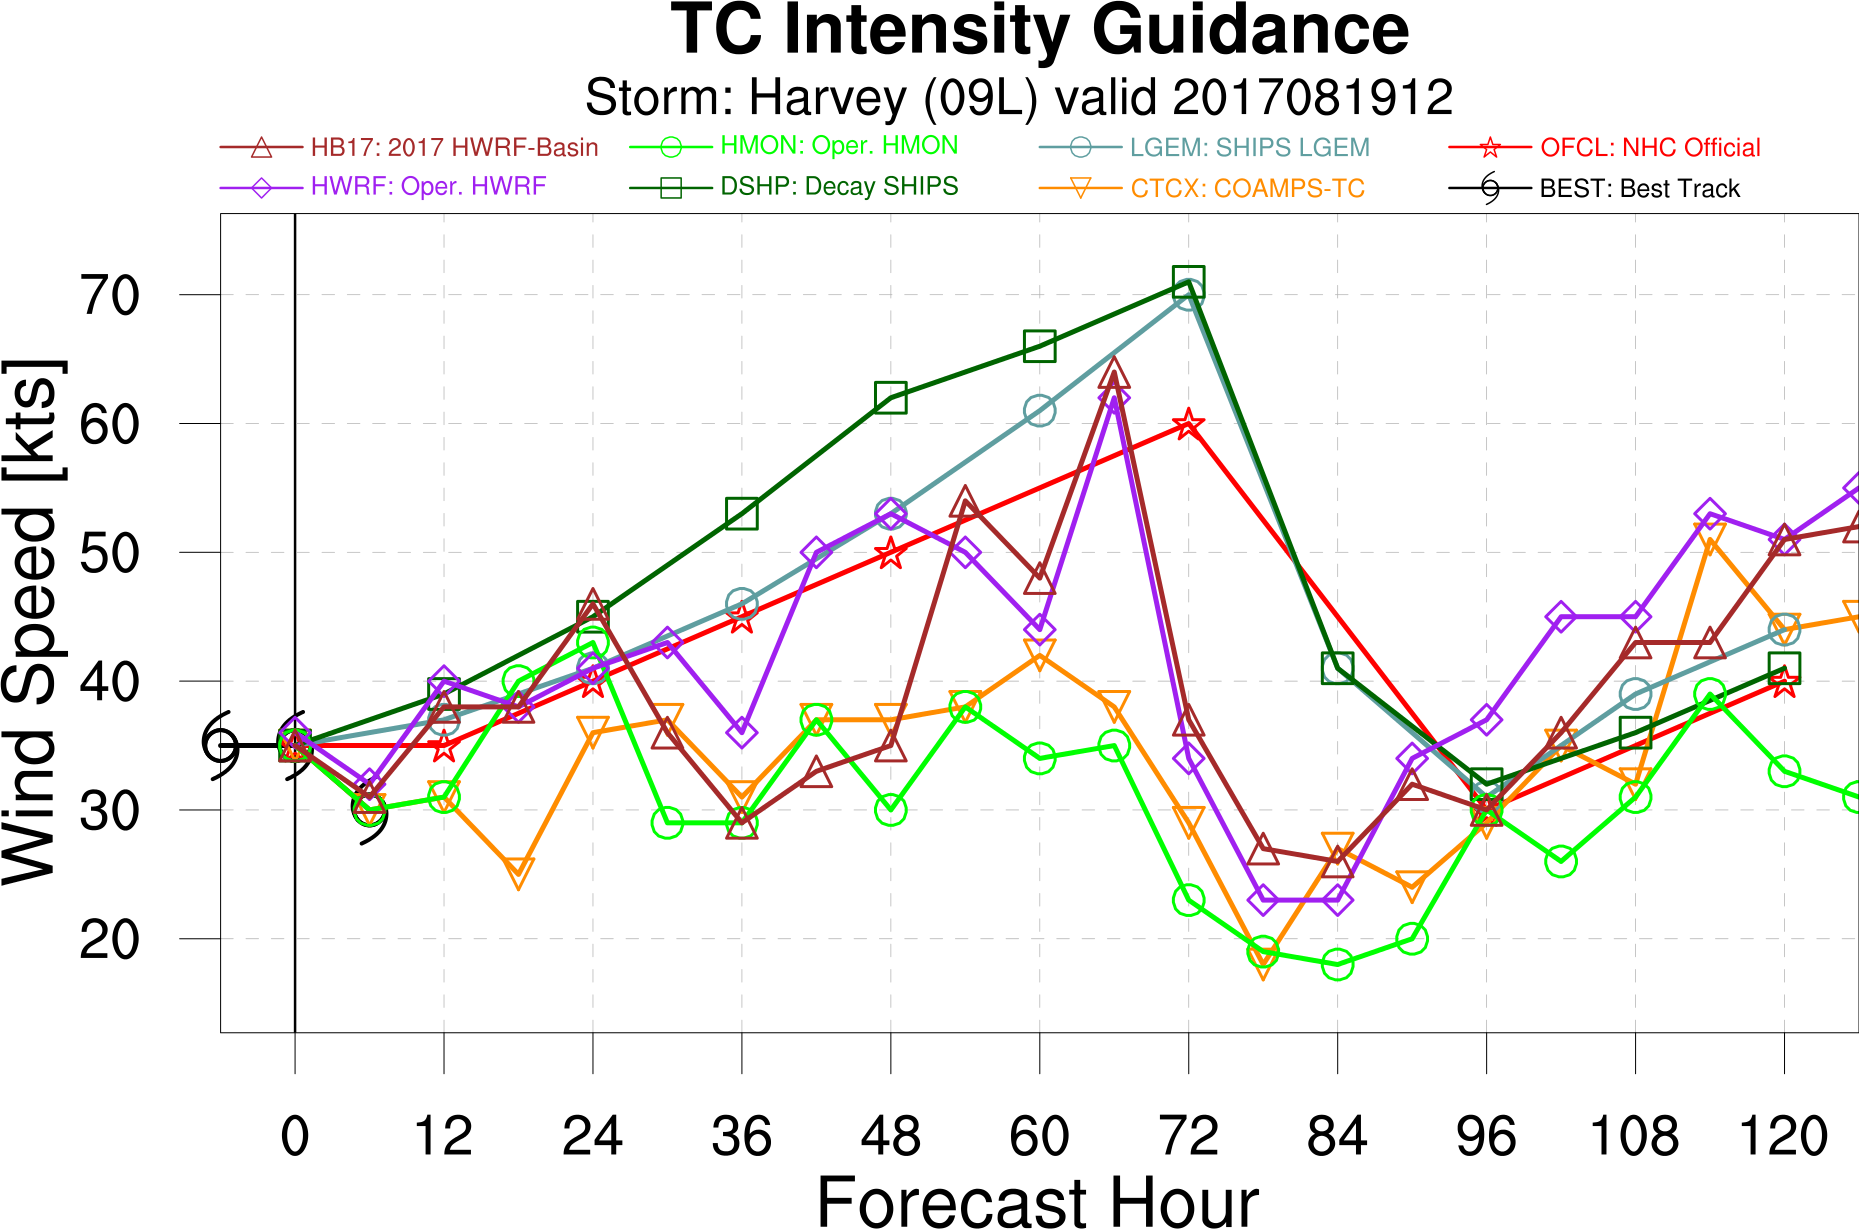 TC Intensity Guidance
Storm: Harvey (09L) valid 2017081912
HB17: 2017 HWRF-Basin HMON: Oper. HMON LGEM: SHIPS LGEM OFCL: NHC Official
HWRF: Oper. HWRF DSHP: Decay SHIPS CTCX: COAMPS-TC BEST: Best Track
70
60
50
40
30
20
Wind Speed [kts]
0 12 24 36 48 60 72 84 96 108 120
Forecast Hour